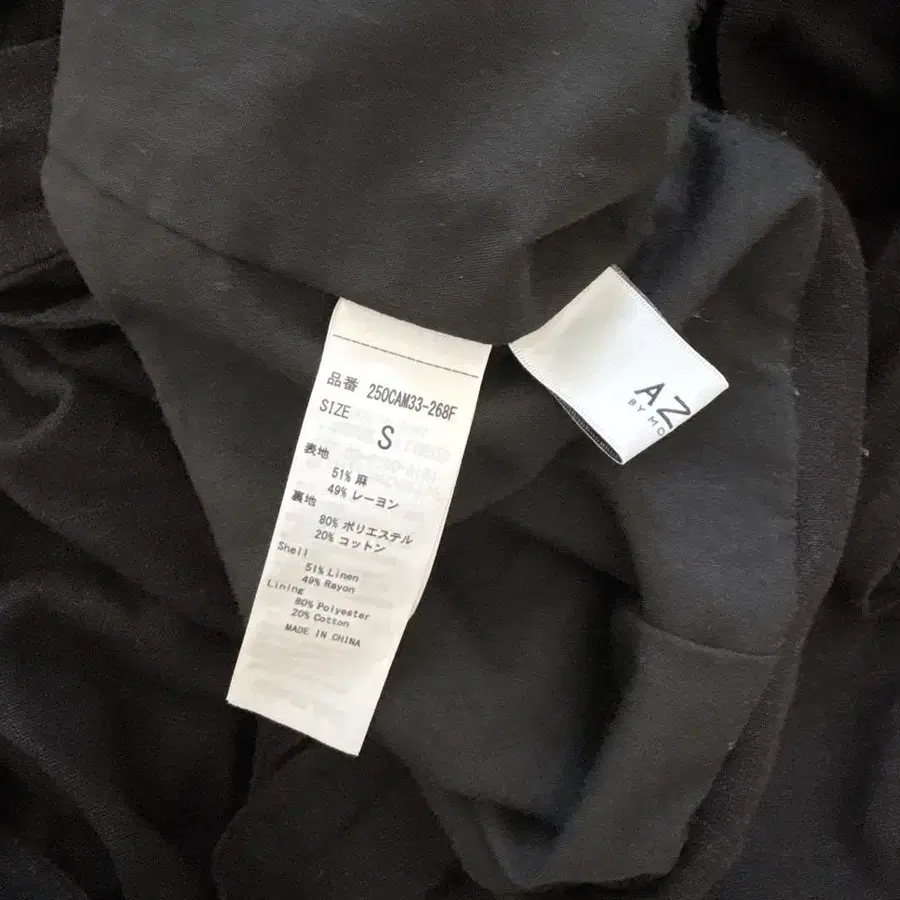 品番 250CAM33-268F
SIZE
S
表地
51% 麻
49% レーヨン
裏地
80% ポリエステル
20% コットン
Shell
51% Linen
49% Rayon
Lining
80% Polyester
20% Cotton
MADE IN CHINA
AZ
BY MO